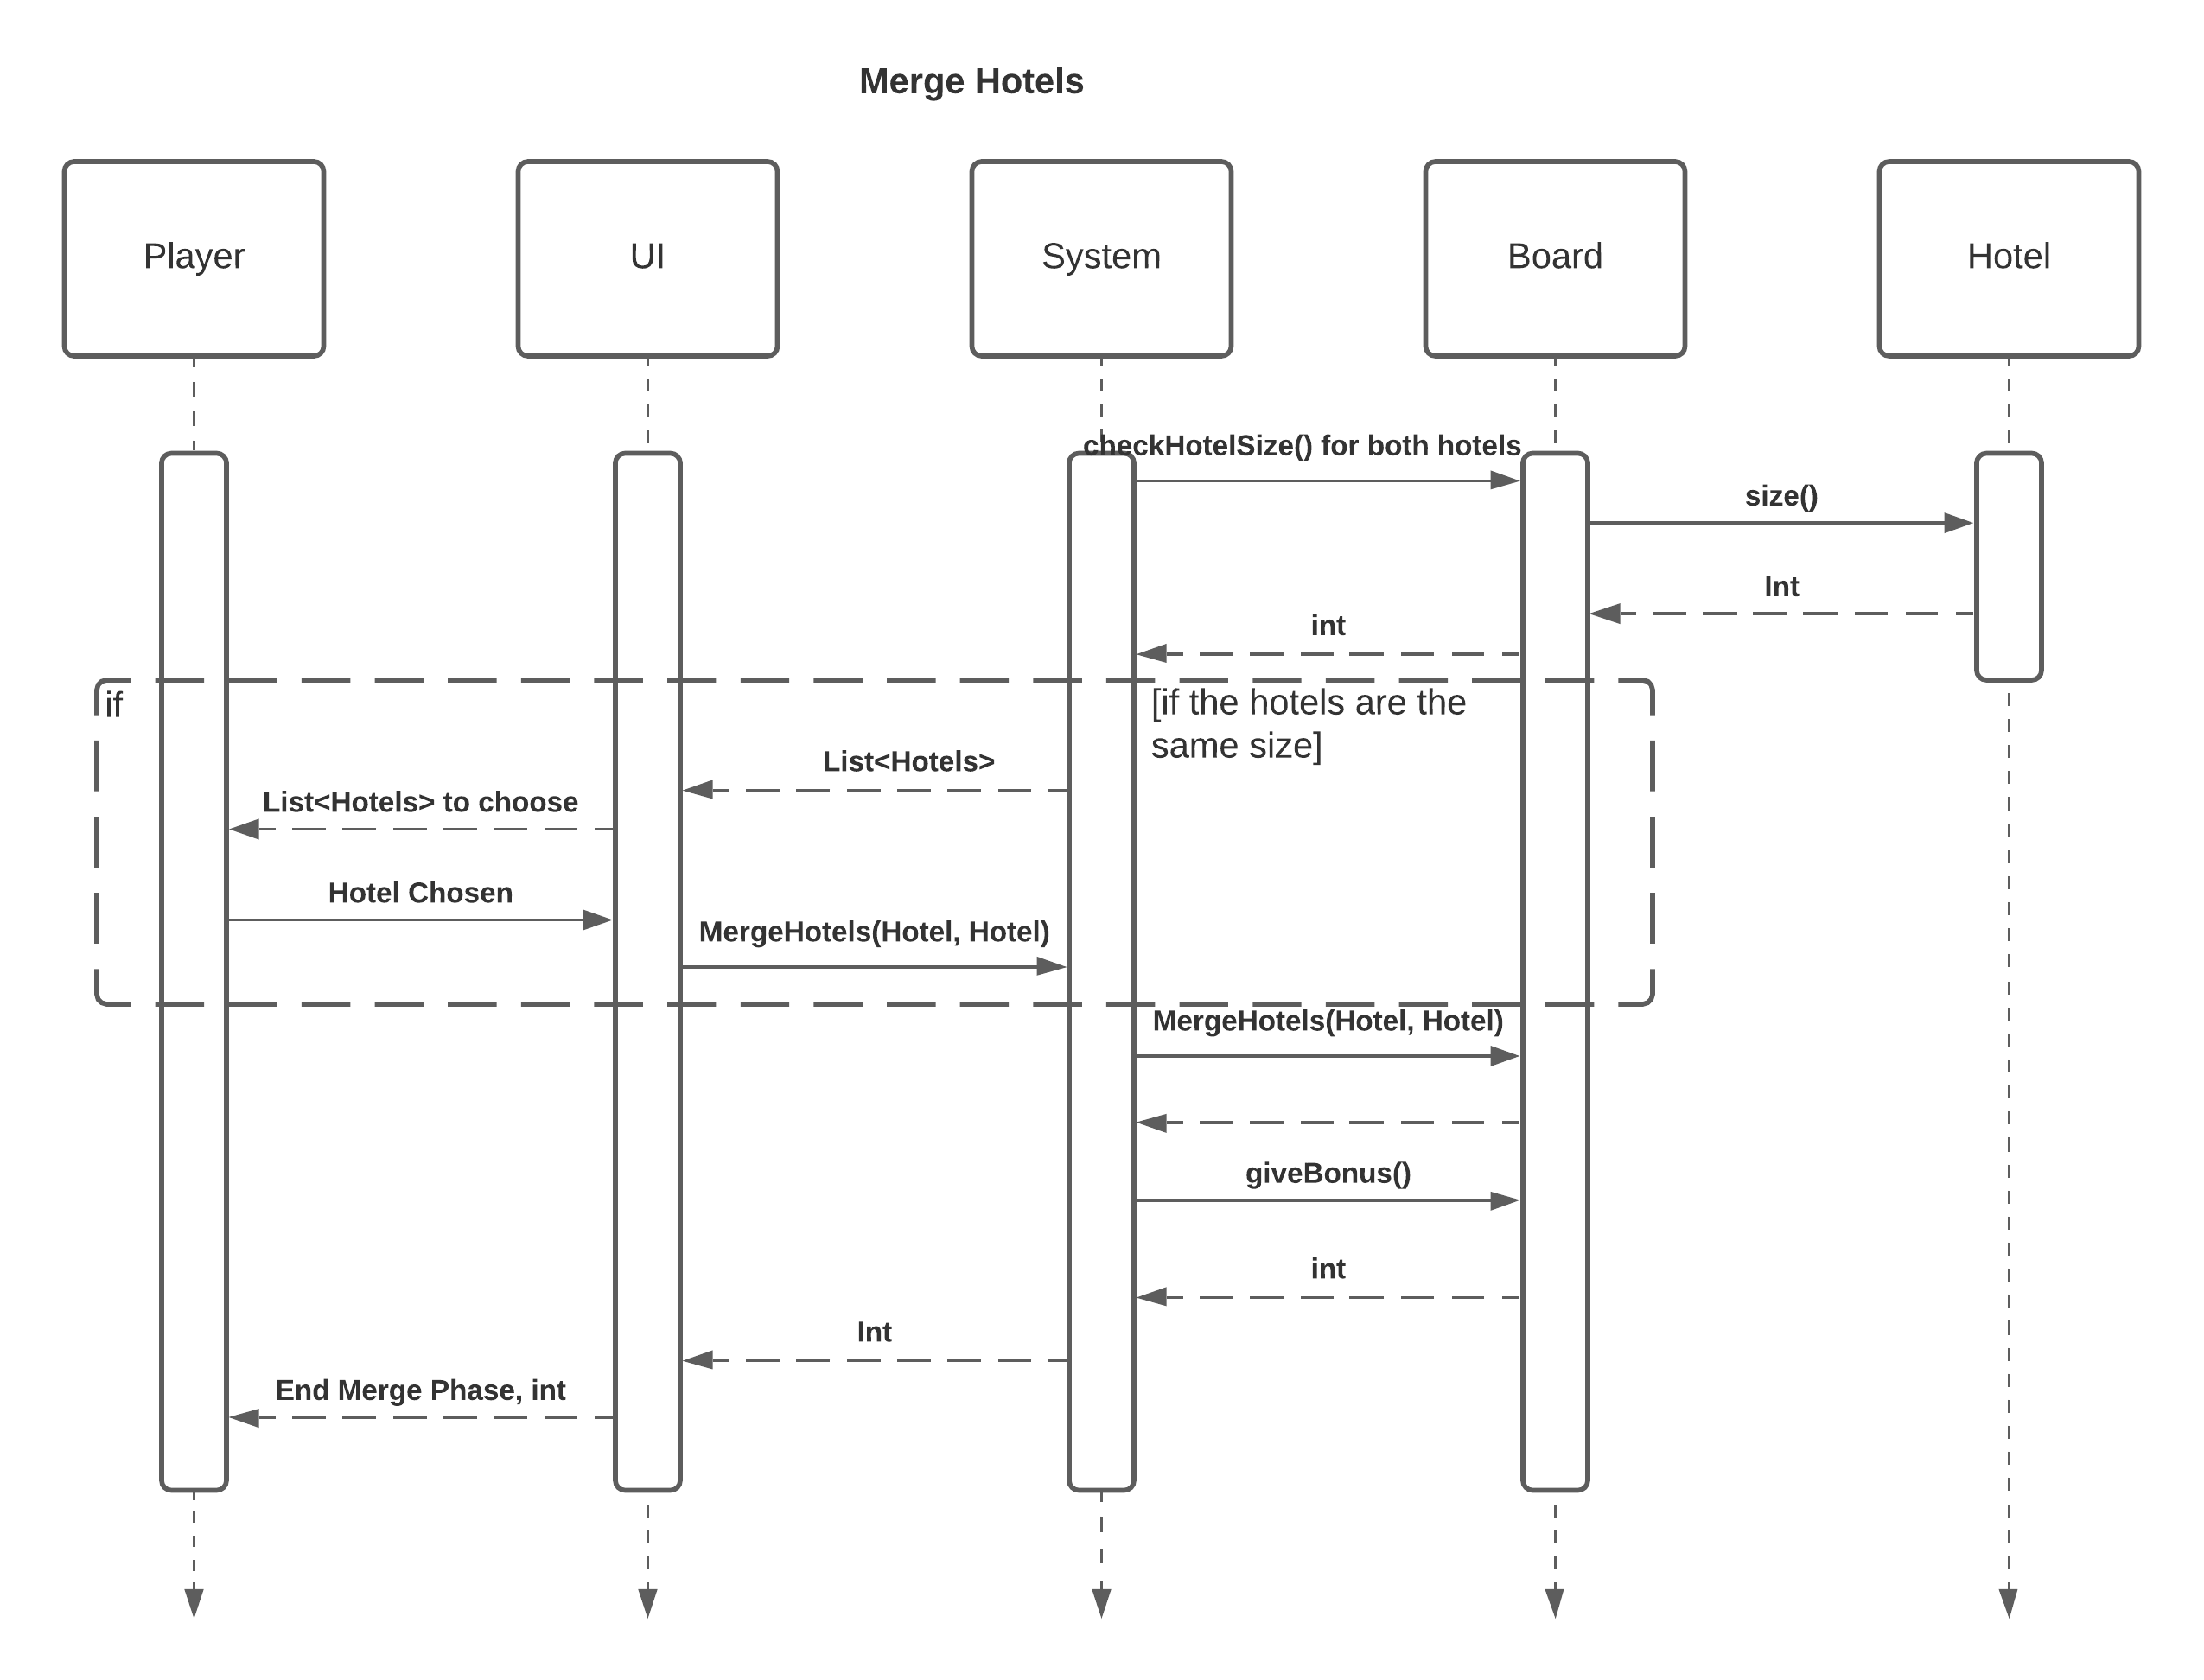 Merge Hotels
Player
UI
System
Board
Hotel
checkHotelSize() for both hotels
size()
Int
int
if
[if the hotels are the
same size]
List<Hotels>
List<Hotels> to choose
Hotel Chosen
MergeHotels(Hotel, Hotel)
MergeHotels(Hotel, Hotel)
giveBonus()
int
Int
End Merge Phase, int